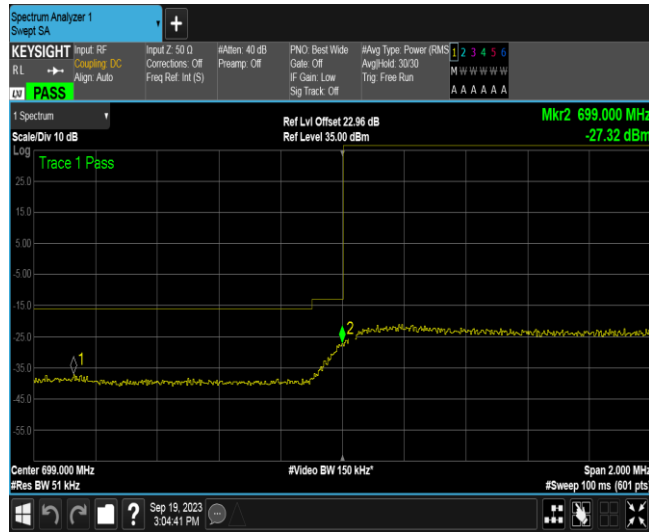 Spectrum Analyzer 1
Swept SA
+
KEYSIGHT
RL
LXI PASS
Input: RF
Coupling: DC
Align: Auto
Input Z: 50 Ω
Corrections: Off
Freq Ref: Int (S)
#Atten: 40 dB
Preamp: Off
PNO: Best Wide
Gate: Off
IF Gain: Low
Sig Track: Off
#Avg Type: Power (RMS
Avg|Hold: 30/30
Trig: Free Run
1 2 3 4 5 6
M W W W W W
A A A A A A
1 Spectrum
Scale/Div 10 dB
Log
Ref Lvl Offset 22.96 dB
Ref Level 35.00 dBm
Mkr2 699.000 MHz
-27.32 dBm
Trace 1 Pass
25.0
15.0
5.00
-5.00
-15.0
-25.0
-35.0
-45.0
-55.0
1
2
Center 699.000 MHz
#Res BW 51 kHz
#Video BW 150 kHz*
Span 2.000 MHz
#Sweep 100 ms (601 pts)
?
Sep 19, 2023
3:04:41 PM